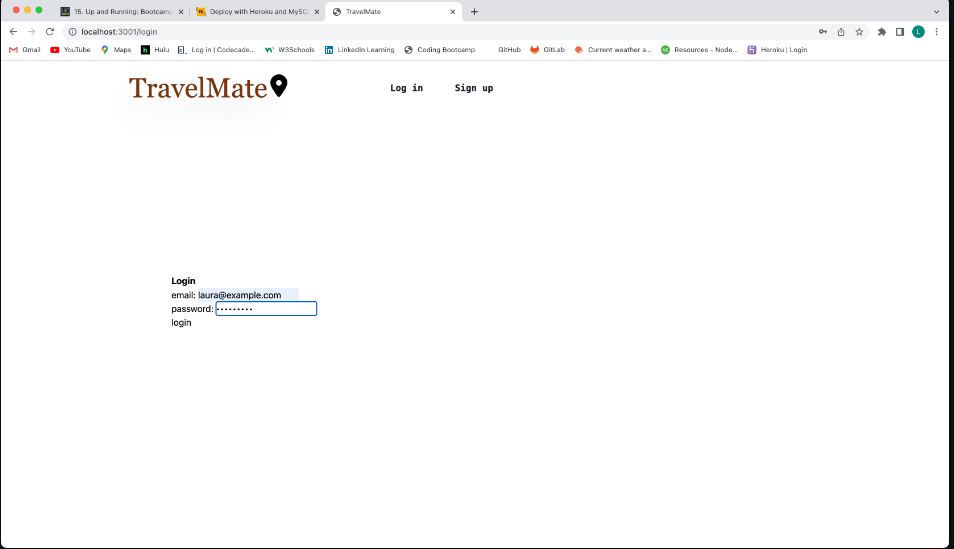 15. Up and Running: Bootcamp
Deploy with Heroku and MySQL
TravelMate
localhost:3001/login
L
Gmail
YouTube
Maps
Hulu
Log in | Codecade...
W3Schools
LinkedIn Learning
Coding Bootcamp
GitHub
GitLab
Current weather a...
Resources - Node...
Heroku | Login
TravelMate
Log in
Sign up
Login
email: laura@example.com
password: •••••••••
login